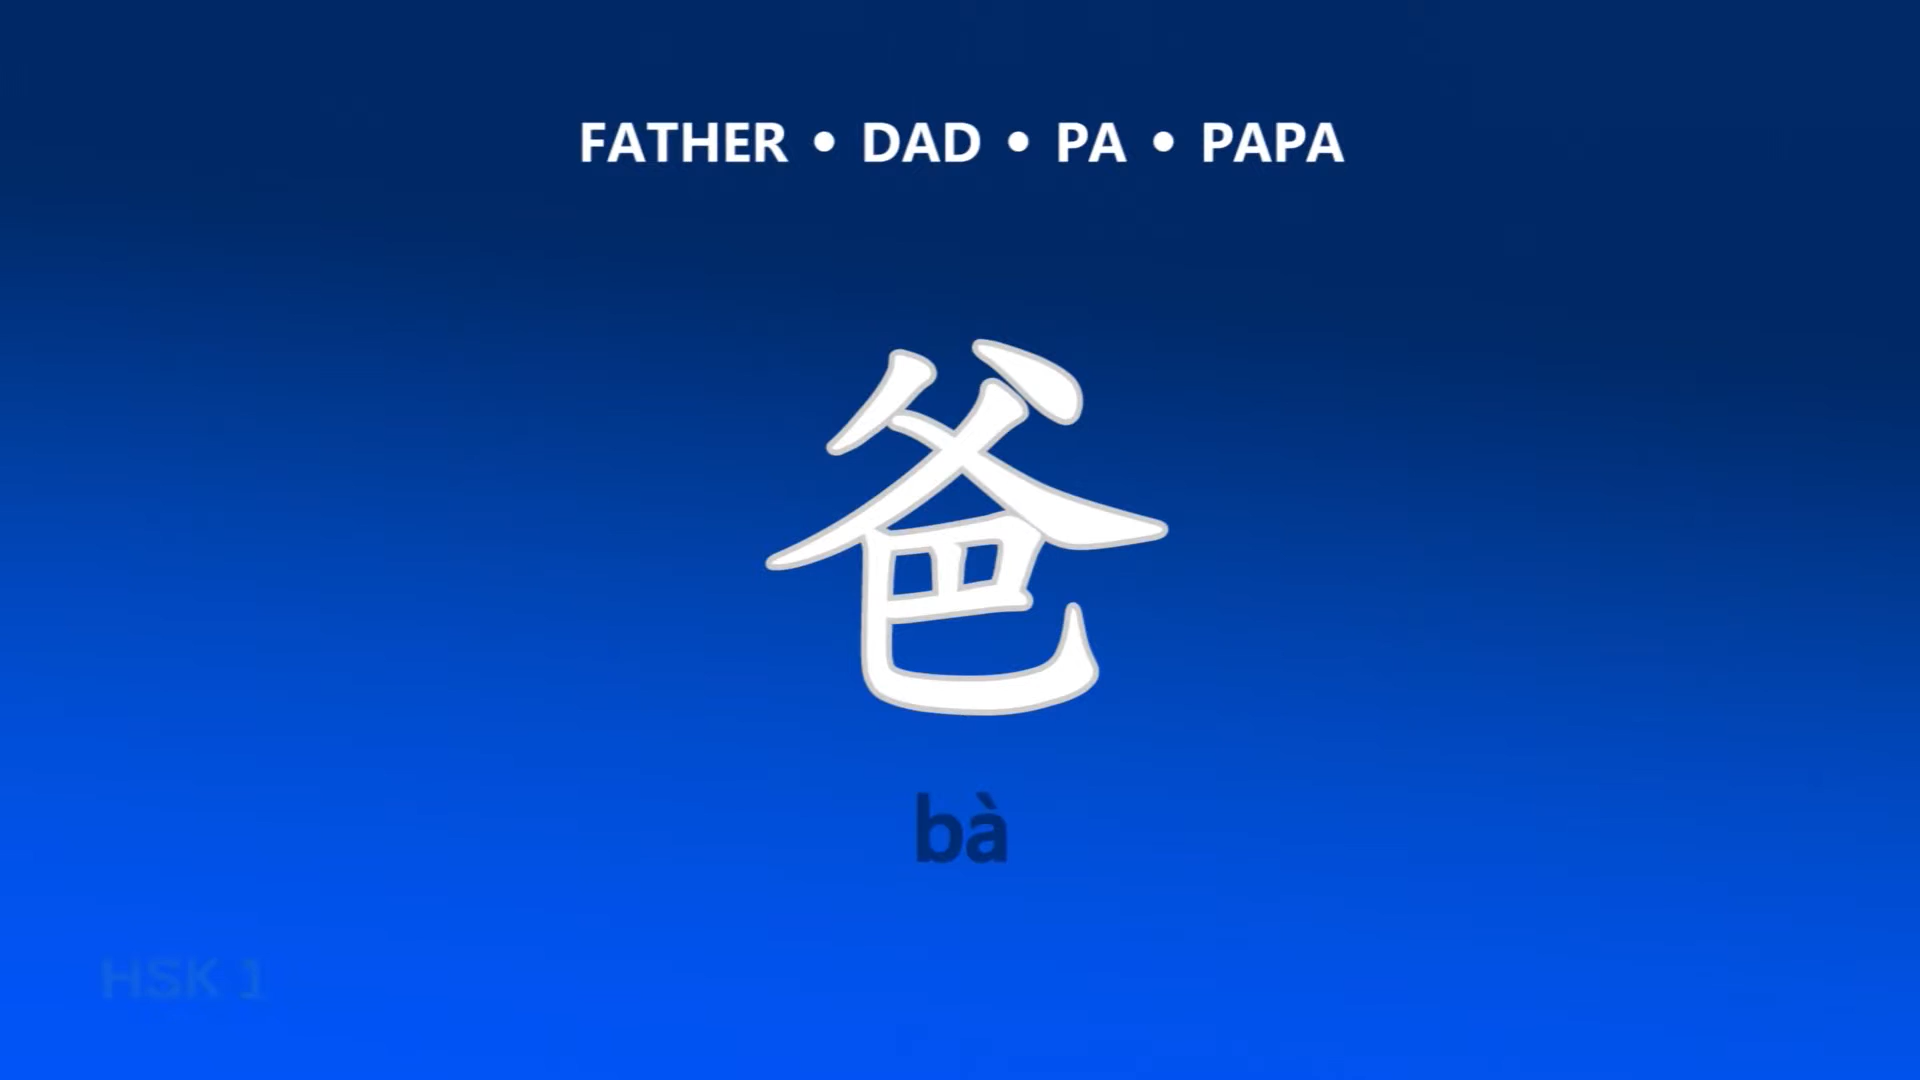 FATHER • DAD • PA • PAPA
爸
bà
HSK 1